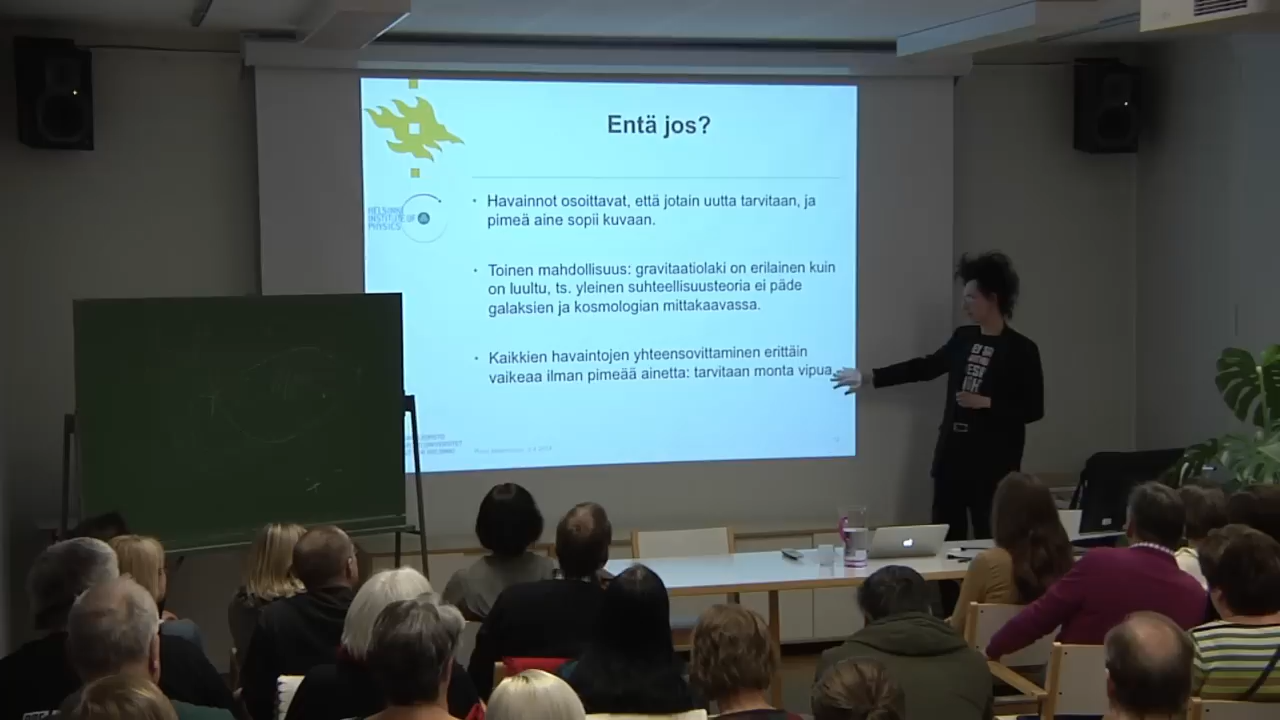 Entä jos?
HELSINKI
INSTITUTE OF
PHYSICS
• Havainnot osoittavat, että jotain uutta tarvitaan, ja
pimeä aine sopii kuvaan.
• Toinen mahdollisuus: gravitaatiolaki on erilainen kuin
on luultu, ts. yleinen suhteellisuusteoria ei päde
galaksien ja kosmologian mittakaavassa.
• Kaikkien havaintojen yhteensovittaminen erittäin
vaikeaa ilman pimeää ainetta: tarvitaan monta vipua.